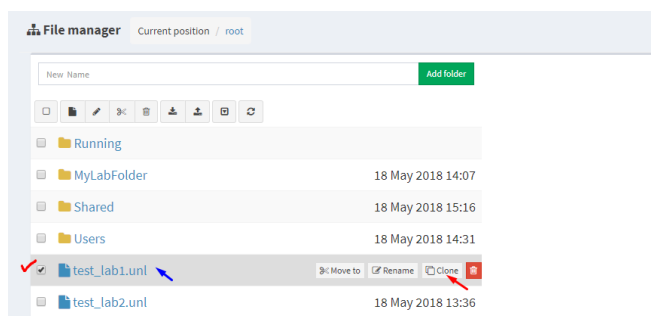 File manager Current position / root
New Name Add folder
Running
MyLabFolder 18 May 2018 14:07
Shared 18 May 2018 15:16
Users 18 May 2018 14:31
test_lab1.unl Move to Rename Clone
test_lab2.unl 18 May 2018 13:36